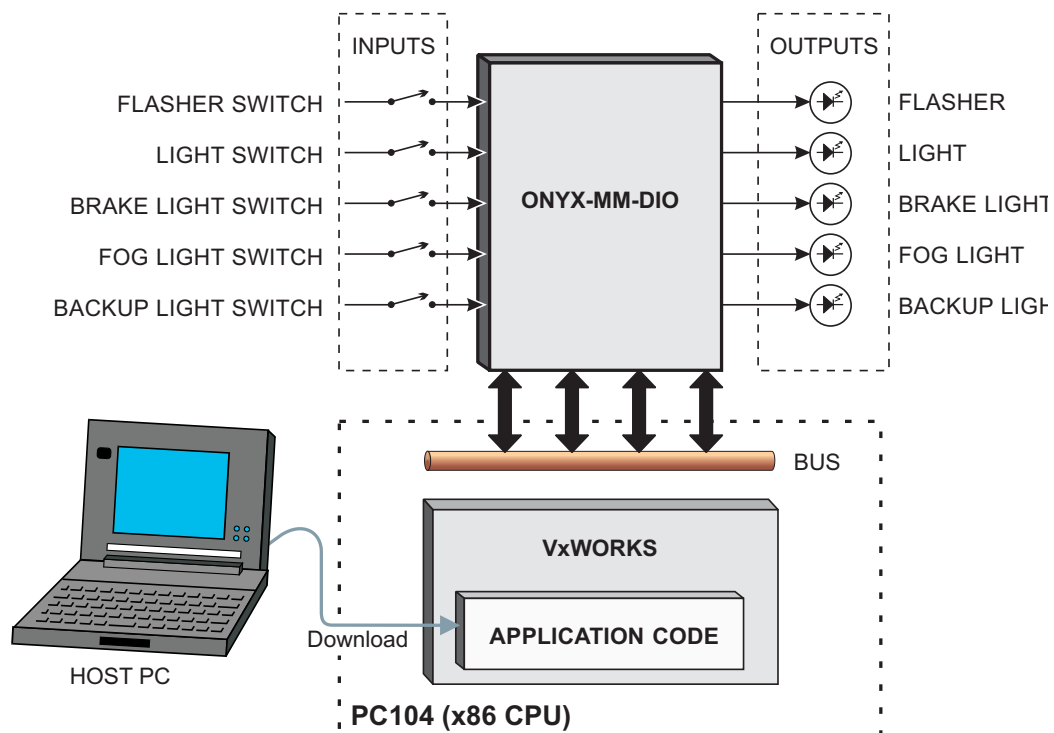 INPUTS
OUTPUTS
FLASHER SWITCH
FLASHER
LIGHT SWITCH
LIGHT
ONYX-MM-DIO
BRAKE LIGHT SWITCH
BRAKE LIGHT
FOG LIGHT SWITCH
FOG LIGHT
BACKUP LIGHT SWITCH
BACKUP LIGH
BUS
VxWORKS
APPLICATION CODE
Download
HOST PC
PC104 (x86 CPU)